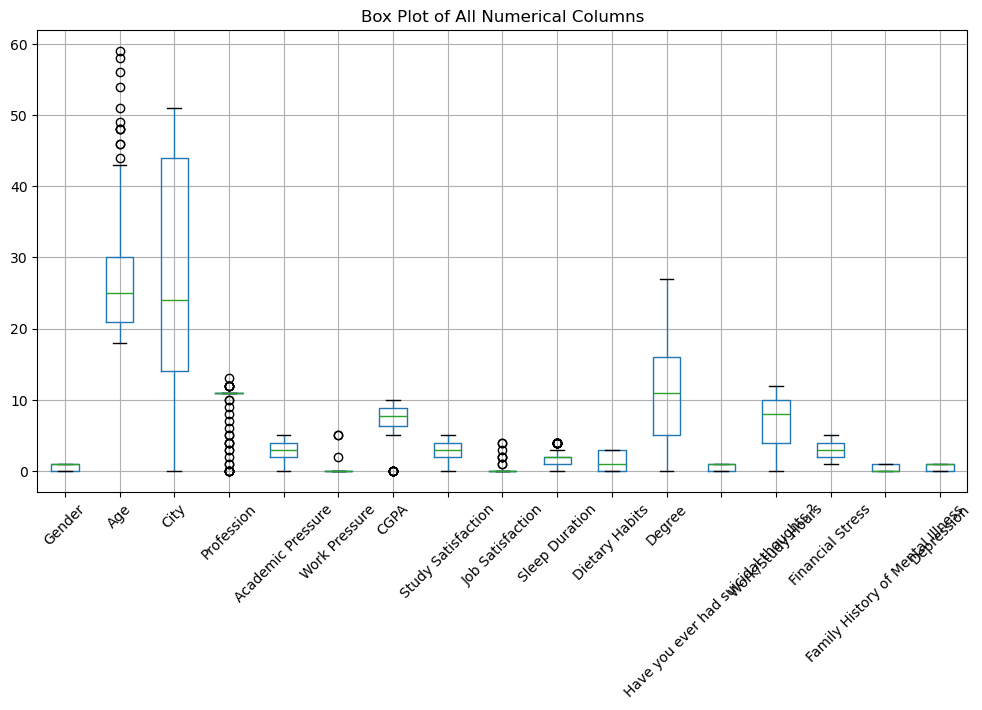 Box Plot of All Numerical Columns
60
50
40
30
20
10
0
Gender
Age
City
Profession
Academic Pressure
Work Pressure
CGPA
Study Satisfaction
Job Satisfaction
Sleep Duration
Dietary Habits
Degree
Have you ever had suicidal thoughts ?
Work/Study Hours
Financial Stress
Family History of Mental Illness
Depression